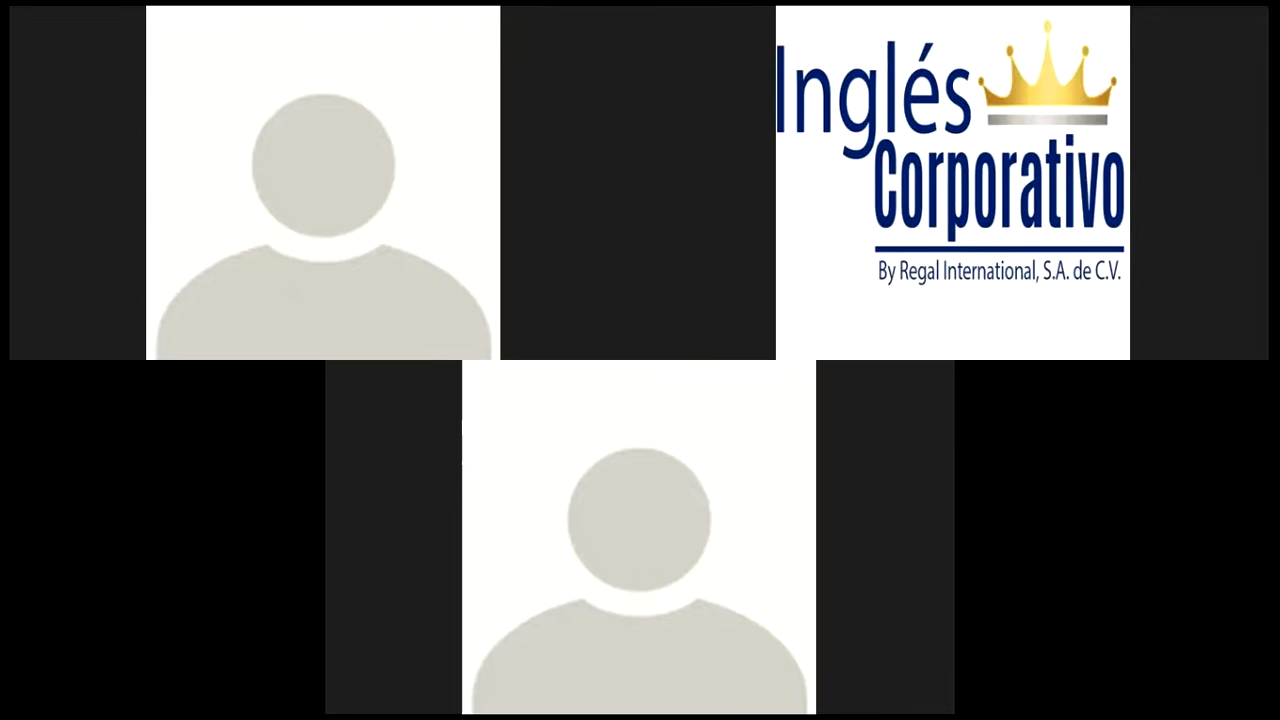 Inglés
Corporativo
By Regal International, S.A. de C.V.